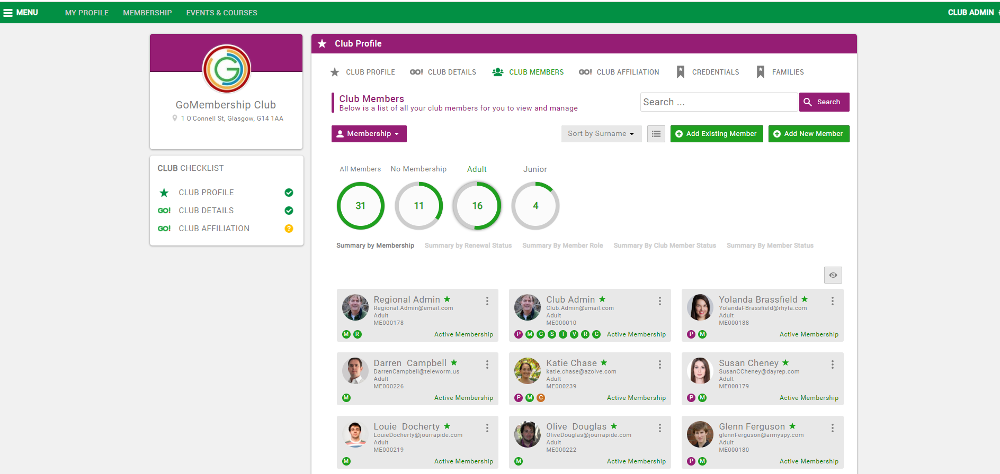 MENU MY PROFILE MEMBERSHIP EVENTS & COURSES CLUB ADMIN
GoMembership Club
1 O'Connell St, Glasgow, G14 1AA
CLUB CHECKLIST
CLUB PROFILE
GO! CLUB DETAILS
GO! CLUB AFFILIATION ?
Club Profile
CLUB PROFILE GO! CLUB DETAILS CLUB MEMBERS GO! CLUB AFFILIATION CREDENTIALS FAMILIES
Club Members
Below is a list of all your club members for you to view and manage
Search ... Search
Membership Sort by Surname Add Existing Member Add New Member
All Members No Membership Adult Junior
31 11 16 4
Summary by Membership Summary by Renewal Status Summary By Member Role Summary By Club Member Status Summary By Member Status
Regional Admin
Regional.Admin@email.com
Adult
ME000178
M R Active Membership
Club Admin
Club.Admin@email.com
Adult
ME000010
P M C S T V R C Active Membership
Yolanda Brassfield
YolandaFBrassfield@rhyta.com
Adult
ME000188
P M Active Membership
Darren Campbell
DarrenCampbell@teleworm.us
Adult
ME000226
M Active Membership
Katie Chase
katie.chase@azolve.com
Adult
ME000239
P M C Active Membership
Susan Cheney
SusanCCheney@dayrep.com
Adult
ME000179
P M Active Membership
Louie Docherty
LouieDocherty@jourrapide.com
Adult
ME000219
M Active Membership
Olive Douglas
OliveDouglas@jourrapide.com
Adult
ME000222
M Active Membership
Glenn Ferguson
glennFerguson@armyspy.com
Adult
ME000180
P M Active Membership